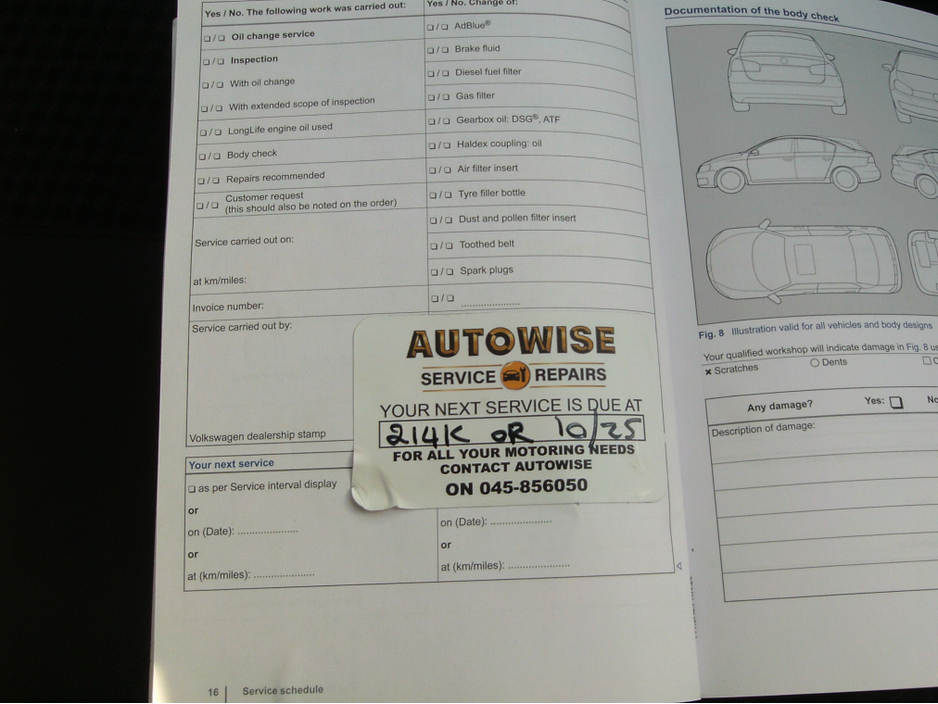 Yes / No. The following work was carried out:
❏ / ❏ Oil change service
❏ / ❏ Inspection
❏ / ❏ With oil change
❏ / ❏ With extended scope of inspection
❏ / ❏ LongLife engine oil used
❏ / ❏ Body check
❏ / ❏ Repairs recommended
❏ / ❏ Customer request
(this should also be noted on the order)
Service carried out on:
at km/miles:
Invoice number:
Service carried out by:
Volkswagen dealership stamp
Yes / No. Change of:
❏ / ❏ AdBlue®
❏ / ❏ Brake fluid
❏ / ❏ Diesel fuel filter
❏ / ❏ Gas filter
❏ / ❏ Gearbox oil: DSG®, ATF
❏ / ❏ Haldex coupling: oil
❏ / ❏ Air filter insert
❏ / ❏ Tyre filler bottle
❏ / ❏ Dust and pollen filter insert
❏ / ❏ Toothed belt
❏ / ❏ Spark plugs
❏ / ❏ ....................
AUTOWISE
SERVICE REPAIRS
YOUR NEXT SERVICE IS DUE AT
214K OR 10/25
FOR ALL YOUR MOTORING NEEDS
CONTACT AUTOWISE
ON 045-856050
Your next service
❏ as per Service interval display
or
on (Date): ....................
or
at (km/miles): ....................
on (Date): ....................
or
at (km/miles): ....................
16 Service schedule
Documentation of the body check
Fig. 8 Illustration valid for all vehicles and body designs
Your qualified workshop will indicate damage in Fig. 8
× Scratches ○ Dents
Any damage? Yes: ❏
Description of damage: